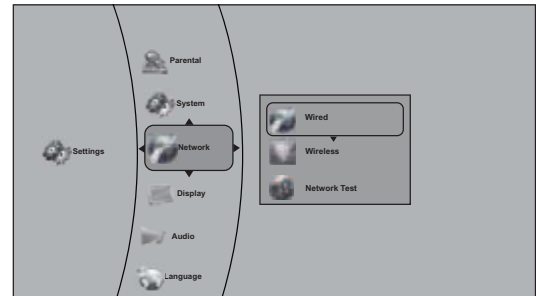 Settings
Parental
System
Network
Display
Audio
Language
Wired
Wireless
Network Test